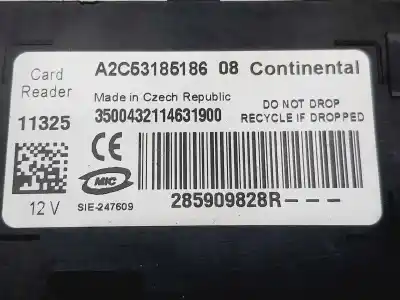 Card Reader
A2C53185186 08 Continental
Made in Czech Republic
11325
3500432114631900
DO NOT DROP
RECYCLE IF DROPPED
CE
MIC
12 V
SIE-247609
285909828R---